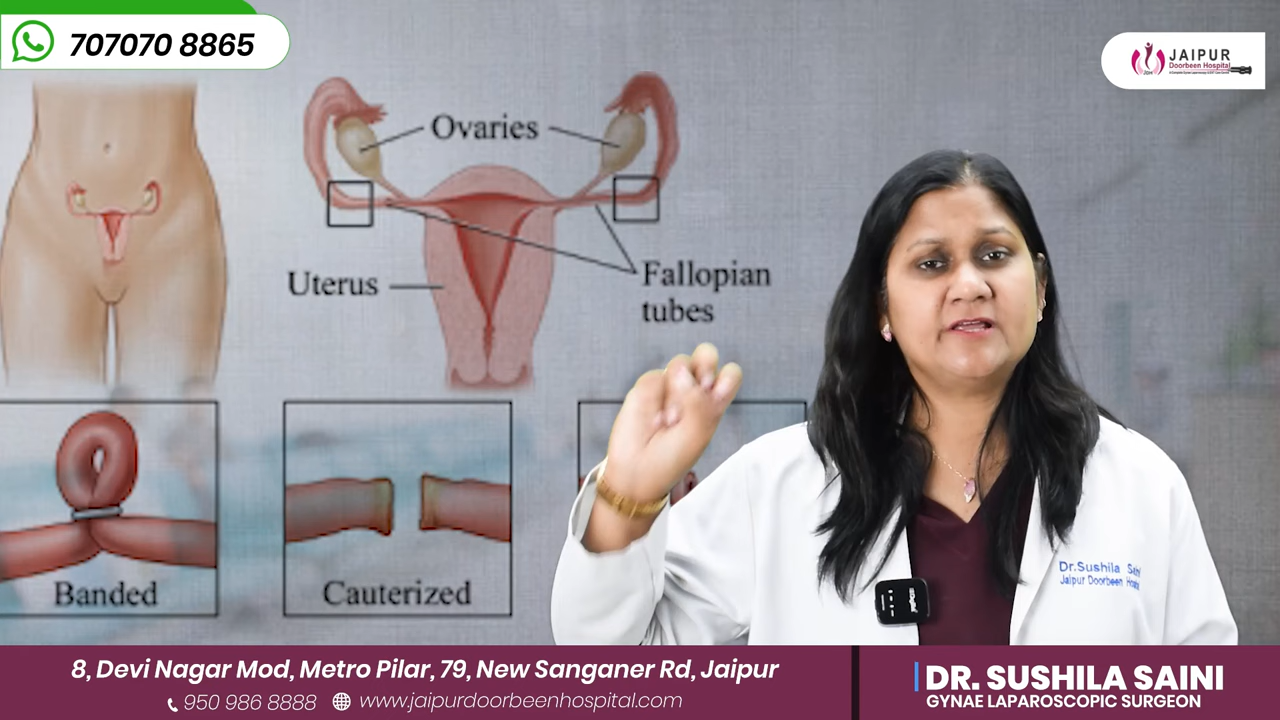 707070 8865
JAIPUR
Doorbeen Hospital
Ovaries
Uterus
Fallopian
tubes
Banded
Cauterized
Dr.Sushila Saini
Jaipur Doorbeen Hospital
8, Devi Nagar Mod, Metro Pilar, 79, New Sanganer Rd, Jaipur
950 986 8888 www.jaipurdoorbeenhospital.com
DR. SUSHILA SAINI
GYNAE LAPAROSCOPIC SURGEON